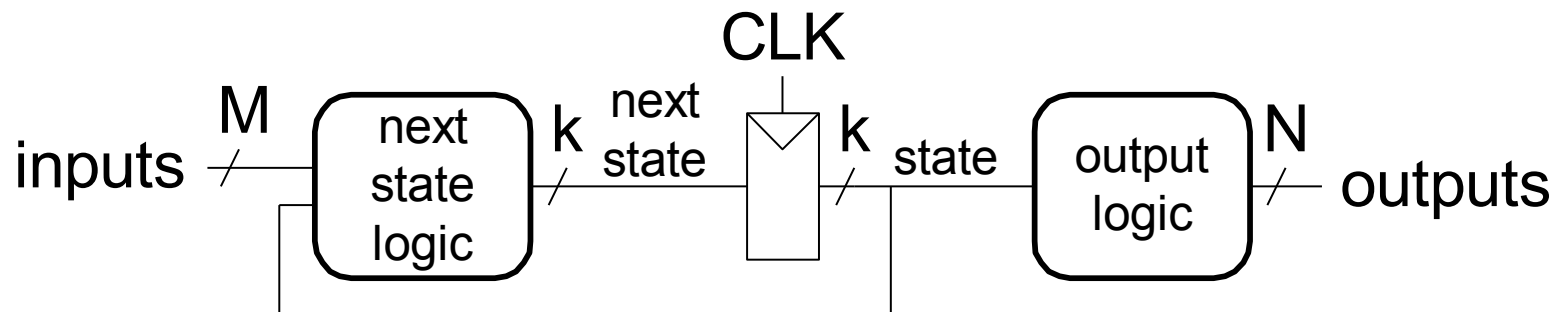 CLK
inputs
M
next
state
logic
k
next
state
k
state
output
logic
N
outputs